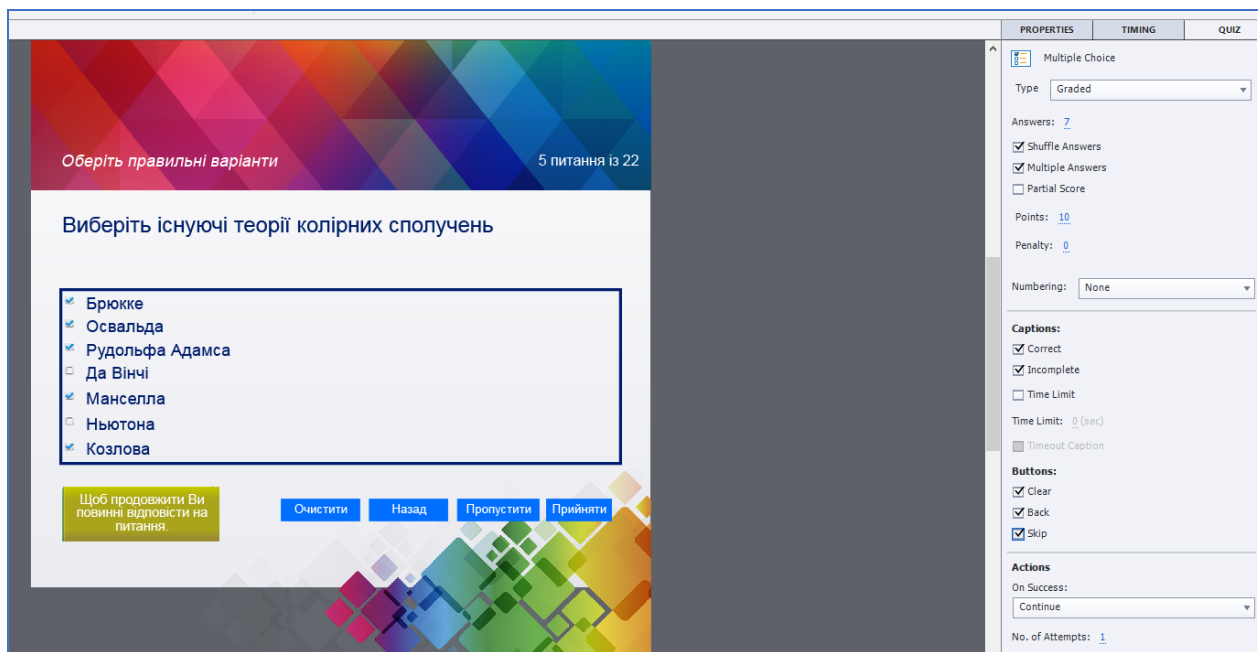 PROPERTIES TIMING QUIZ
Multiple Choice
Type Graded
Answers: 7
Shuffle Answers
Multiple Answers
Partial Score
Points: 10
Penalty: 0
Numbering: None
Captions:
Correct
Incomplete
Time Limit
Time Limit: 0 (sec)
Timeout Caption
Buttons:
Clear
Back
Skip
Actions
On Success:
Continue
No. of Attempts: 1
Оберіть правильні варіанти 5 питання із 22
Виберіть існуючі теорії колірних сполучень
Брюкке
Освальда
Рудольфа Адамса
Да Вінчі
Манселла
Ньютона
Козлова
Щоб продовжити Ви
повинні відповісти на
питання.
Очистити Назад Пропустити Прийняти